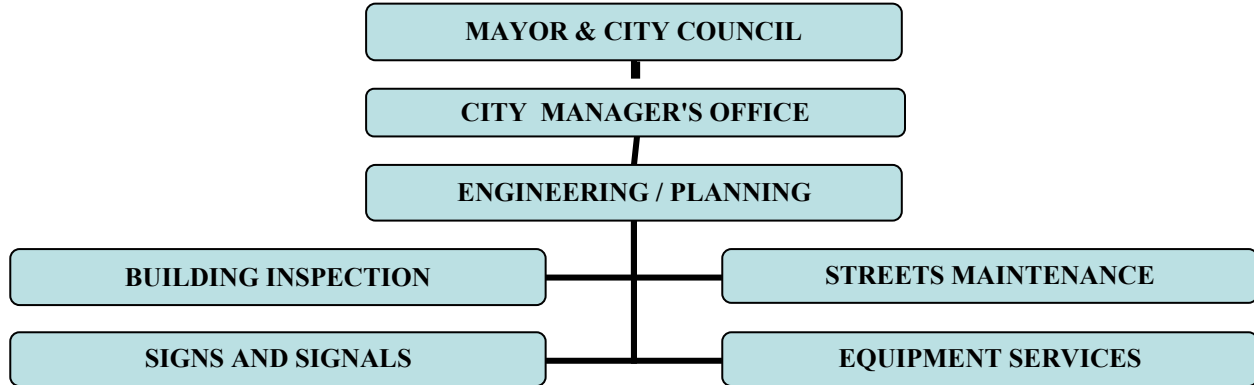 MAYOR & CITY COUNCIL
CITY MANAGER'S OFFICE
ENGINEERING / PLANNING
BUILDING INSPECTION
STREETS MAINTENANCE
SIGNS AND SIGNALS
EQUIPMENT SERVICES